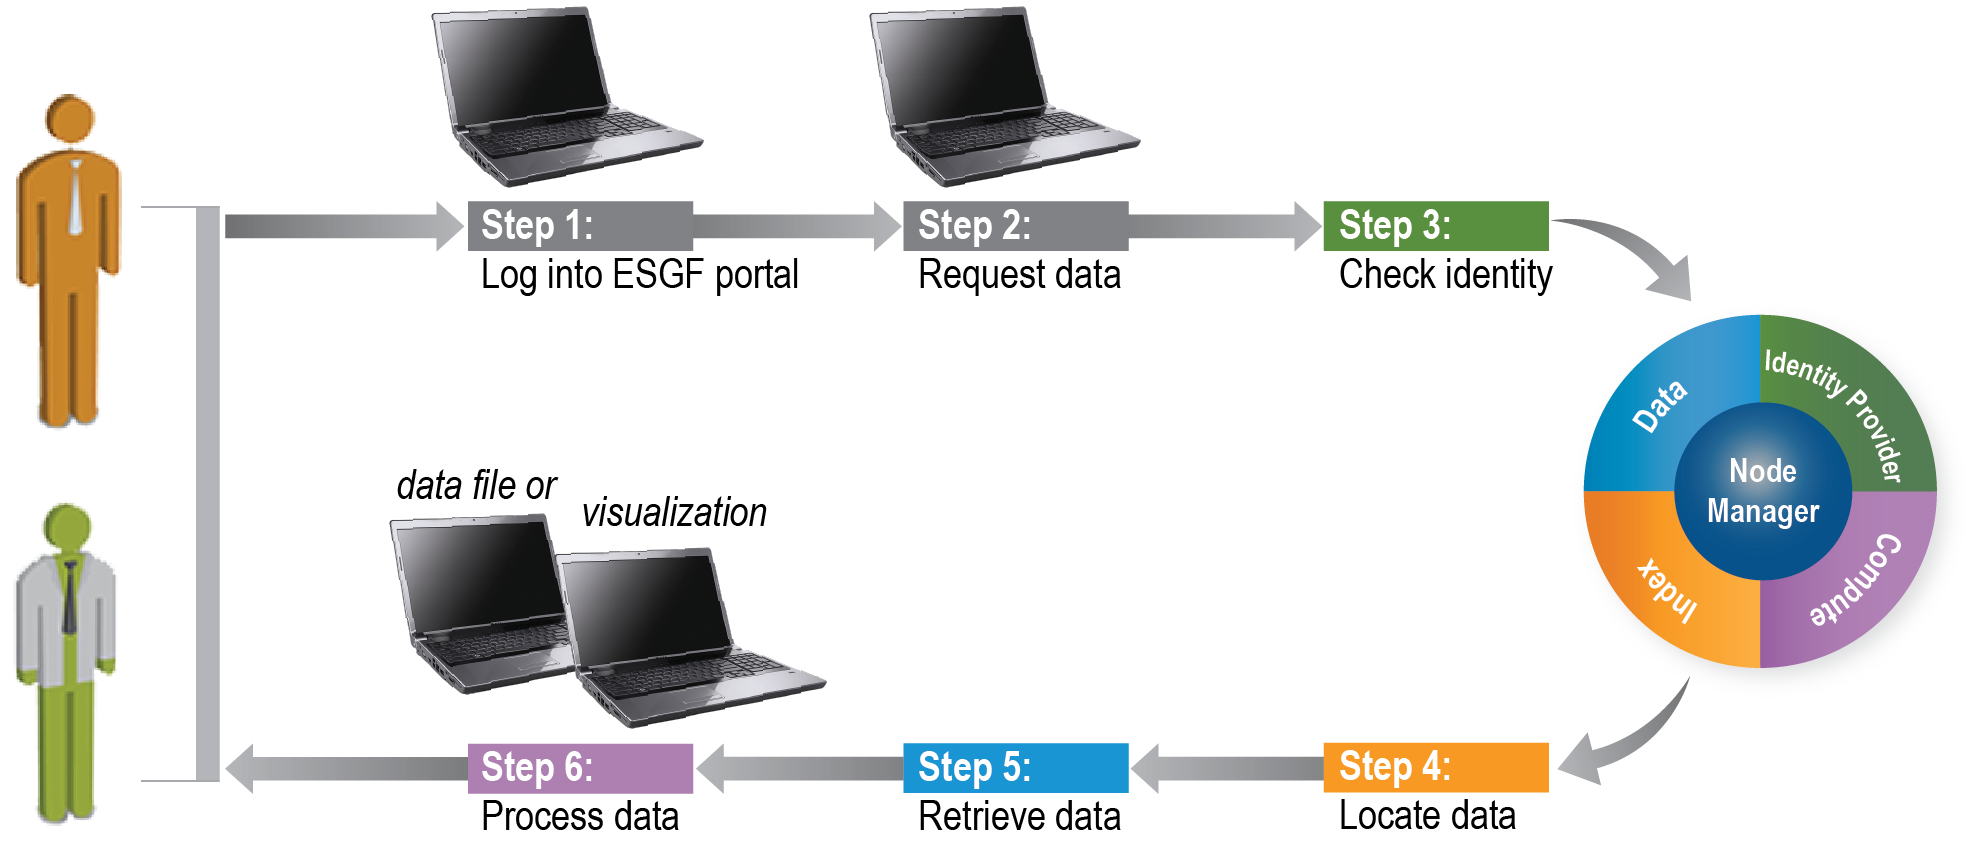 Step 1:
Log into ESGF portal
Step 2:
Request data
Step 3:
Check identity
Data
Identity Provider
Node
Manager
Index
Compute
data file or
visualization
Step 6:
Process data
Step 5:
Retrieve data
Step 4:
Locate data